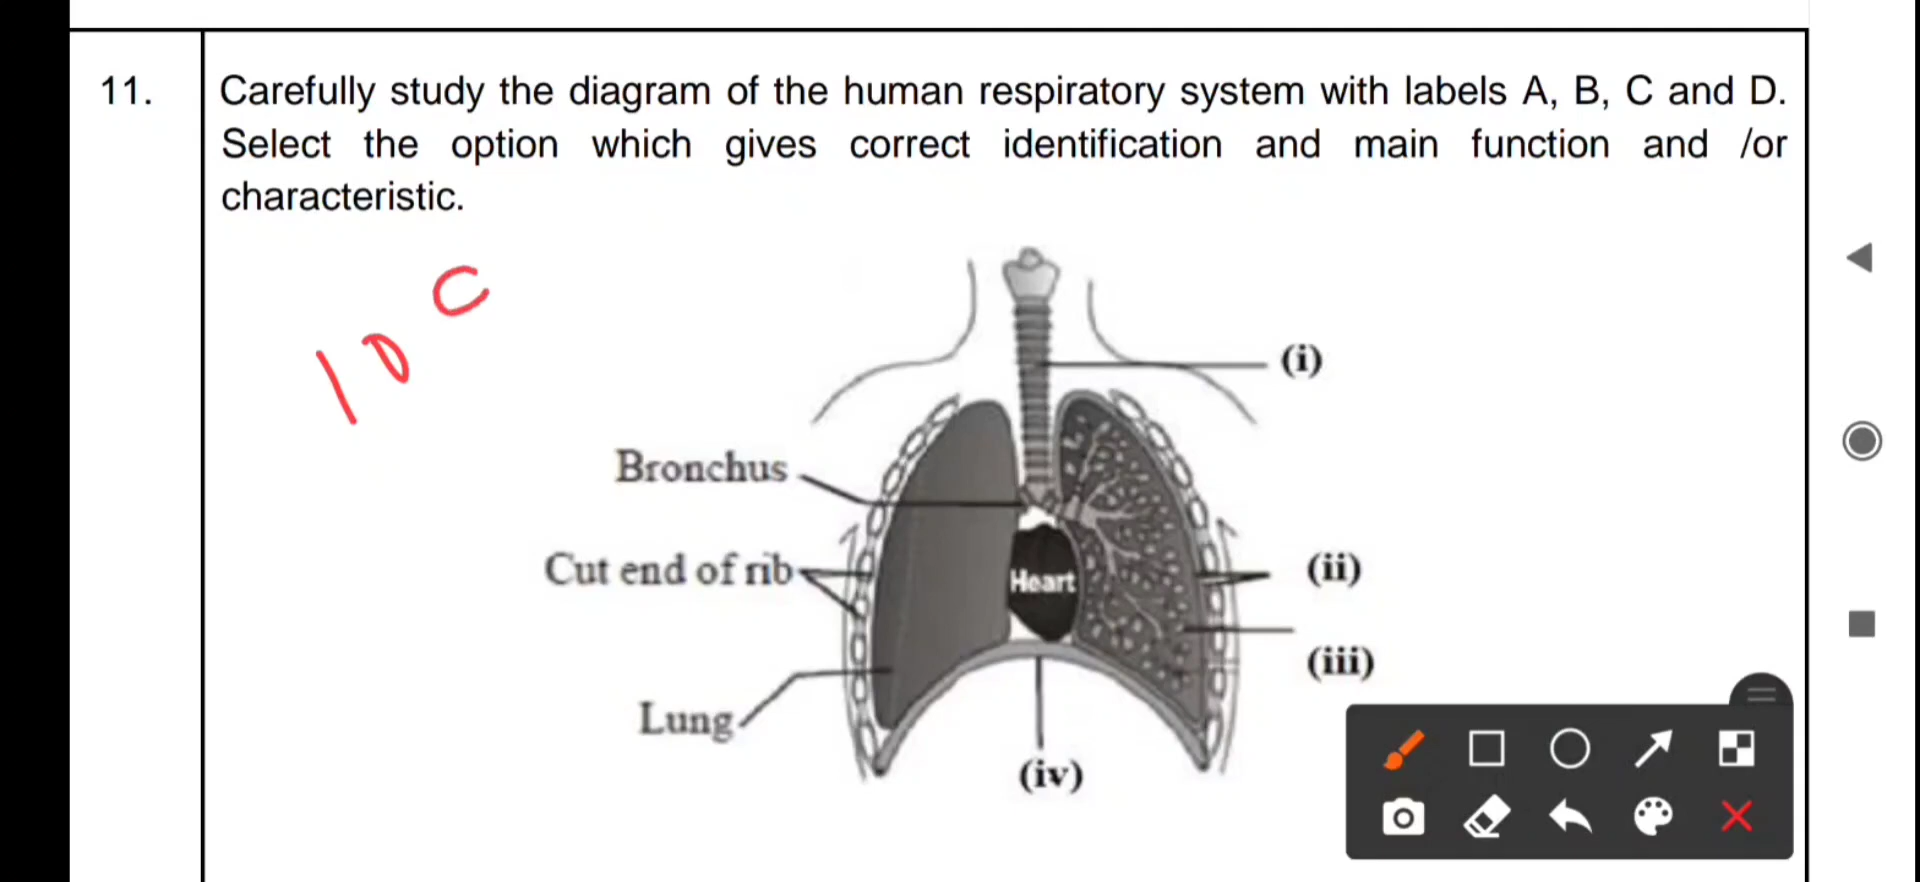 11.
Carefully study the diagram of the human respiratory system with labels A, B, C and D.
Select the option which gives correct identification and main function and /or
characteristic.
10 C
(i)
Bronchus
Cut end of rib
Heart
(ii)
(iii)
Lung
(iv)